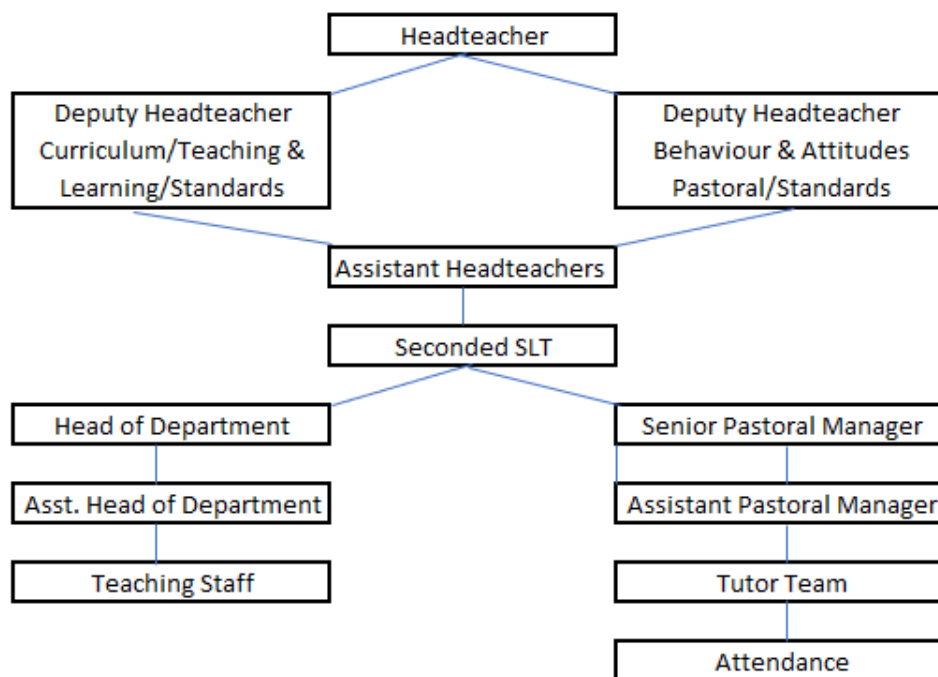 Headteacher
Deputy Headteacher
Curriculum/Teaching &
Learning/Standards
Deputy Headteacher
Behaviour & Attitudes
Pastoral/Standards
Assistant Headteachers
Seconded SLT
Head of Department
Senior Pastoral Manager
Asst. Head of Department
Assistant Pastoral Manager
Teaching Staff
Tutor Team
Attendance